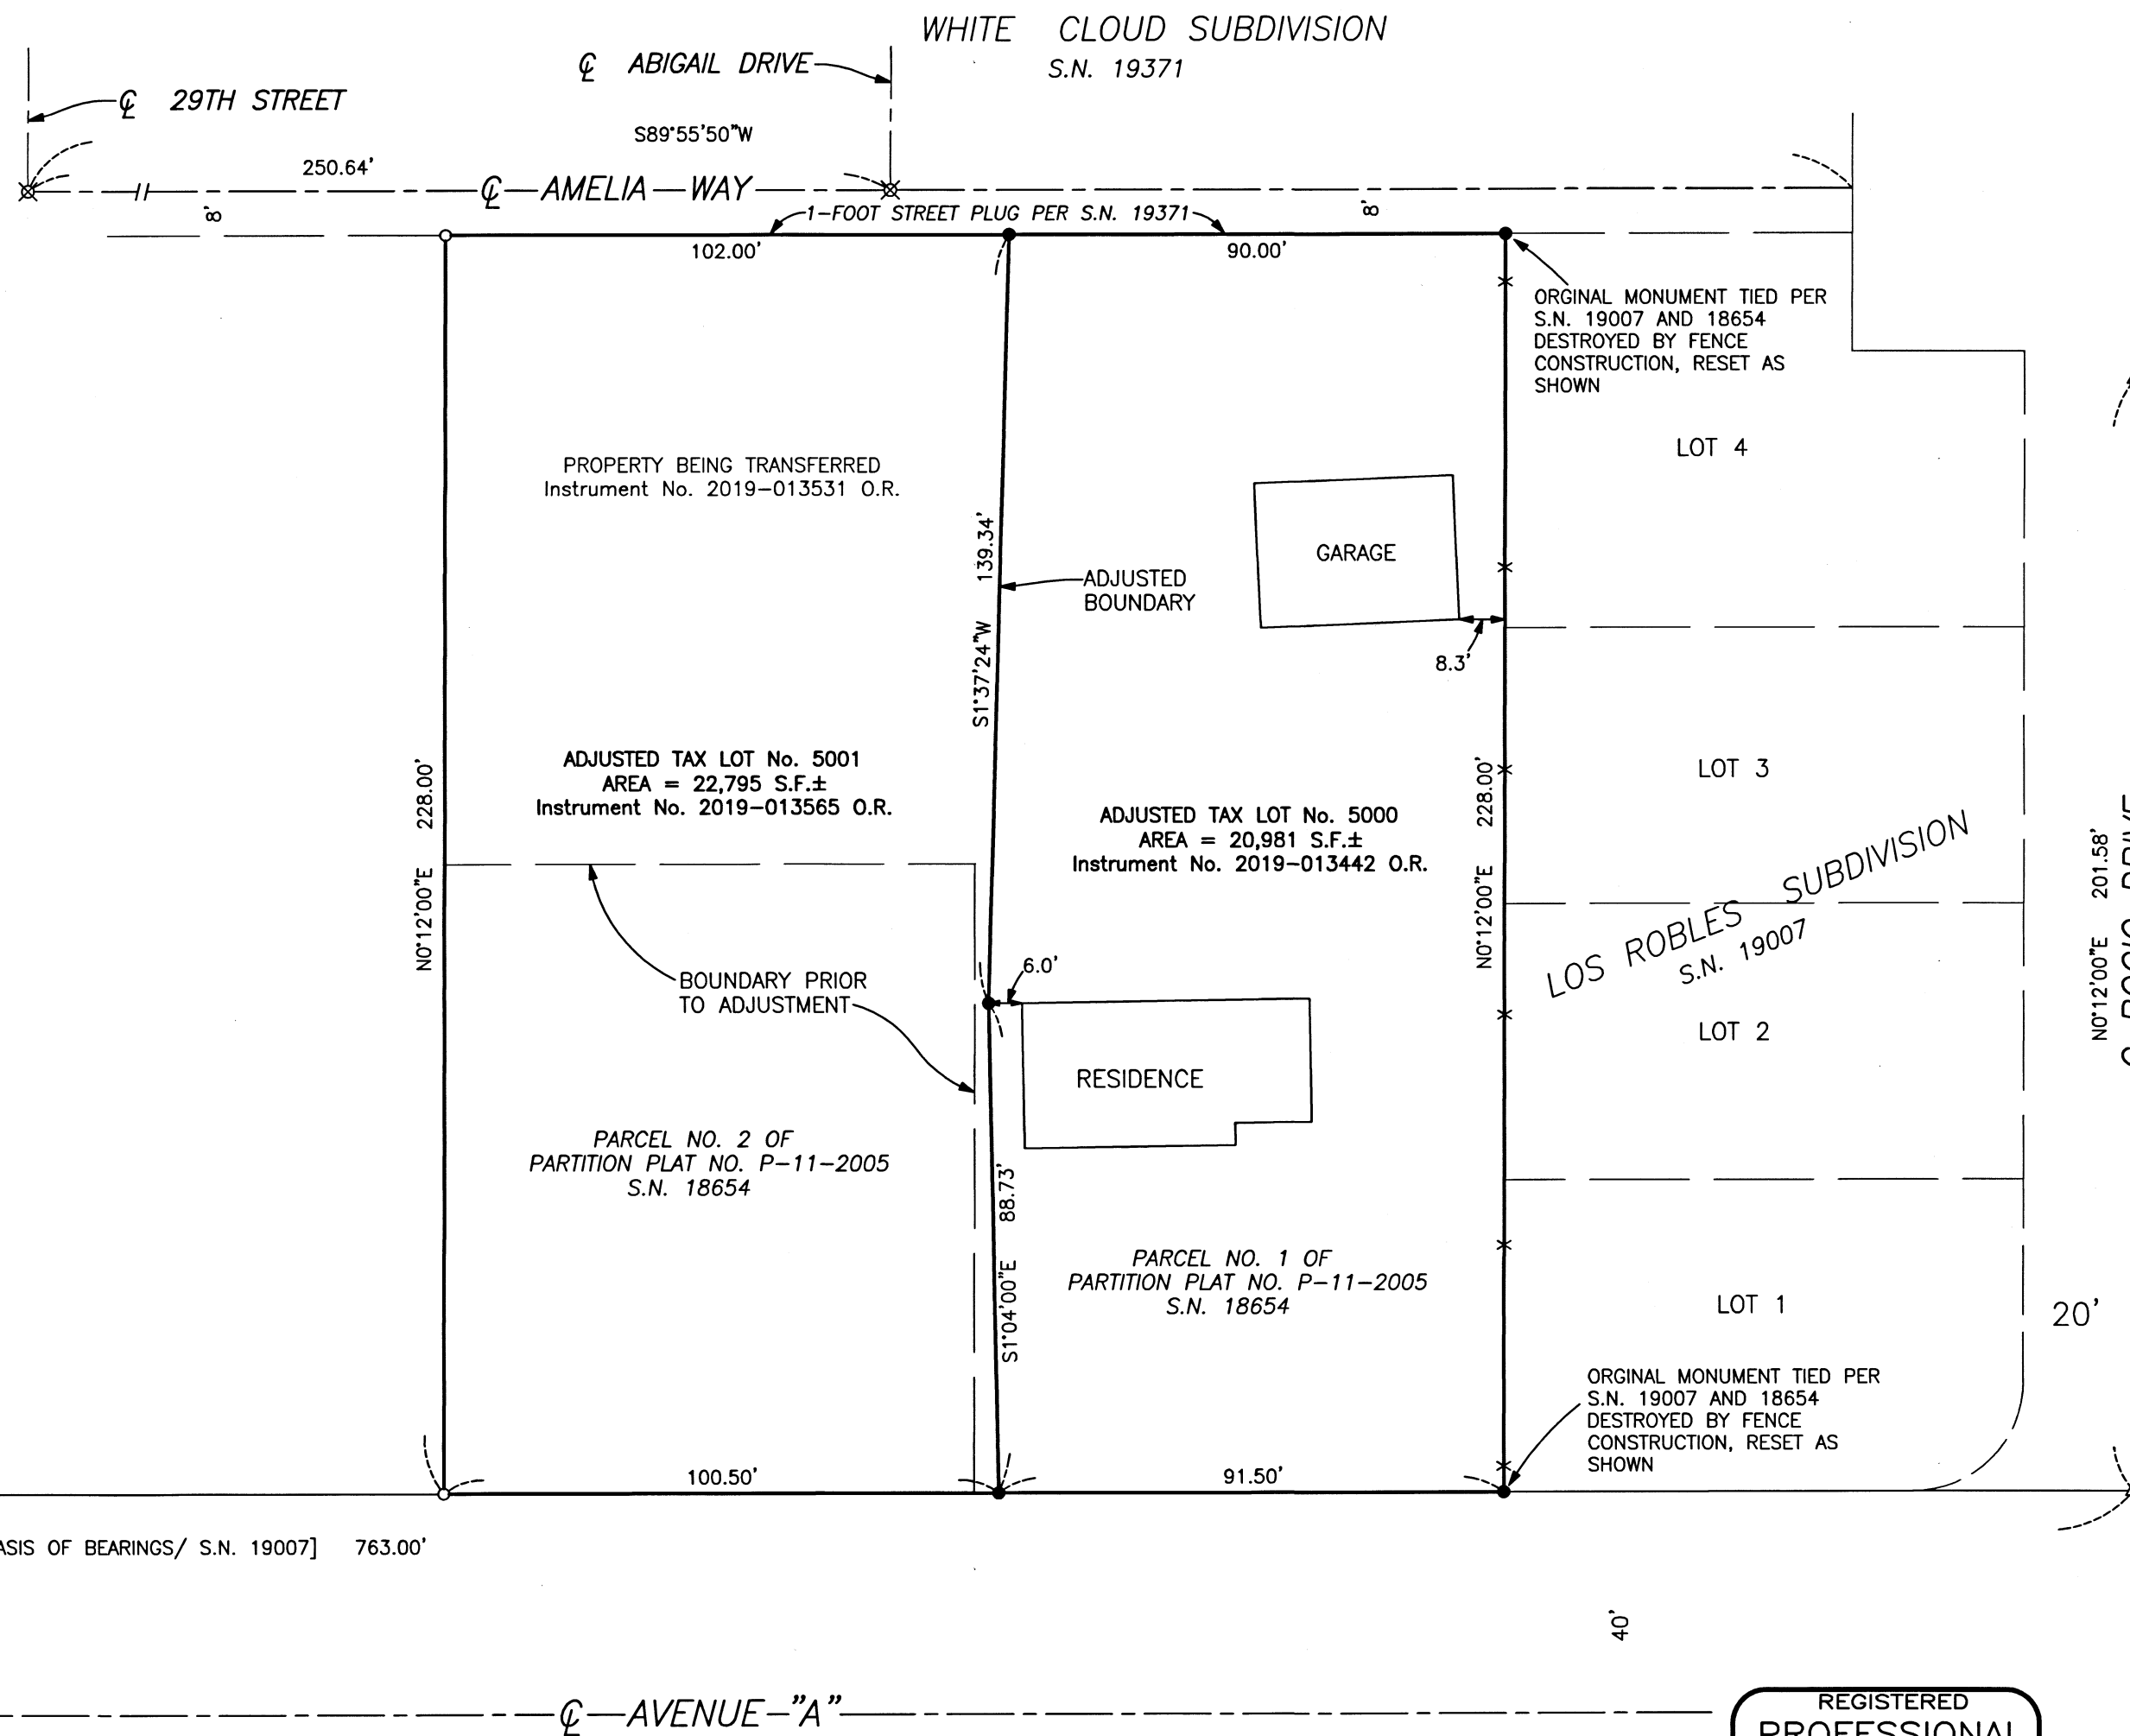 WHITE CLOUD SUBDIVISION
S.N. 19371
℄ ABIGAIL DRIVE
℄ 29TH STREET
S89°55'50"W
250.64'
℄ AMELIA WAY
8'
8'
1-FOOT STREET PLUG PER S.N. 19371
102.00'
90.00'
ORGINAL MONUMENT TIED PER
S.N. 19007 AND 18654
DESTROYED BY FENCE
CONSTRUCTION, RESET AS
SHOWN
LOT 4
PROPERTY BEING TRANSFERRED
Instrument No. 2019-013531 O.R.
S1°37'24"W 139.34'
ADJUSTED
BOUNDARY
GARAGE
8.3'
N0°12'00"E 228.00'
ADJUSTED TAX LOT No. 5001
AREA = 22,795 S.F.±
Instrument No. 2019-013565 O.R.
ADJUSTED TAX LOT No. 5000
AREA = 20,981 S.F.±
Instrument No. 2019-013442 O.R.
N0°12'00"E 228.00'
LOT 3
LOS ROBLES SUBDIVISION
S.N. 19007
N0°12'00"E 201.58'
BOUNDARY PRIOR
TO ADJUSTMENT
6.0'
RESIDENCE
LOT 2
PARCEL NO. 2 OF
PARTITION PLAT NO. P-11-2005
S.N. 18654
S1°04'00"E 88.73'
PARCEL NO. 1 OF
PARTITION PLAT NO. P-11-2005
S.N. 18654
LOT 1
20'
ORGINAL MONUMENT TIED PER
S.N. 19007 AND 18654
DESTROYED BY FENCE
CONSTRUCTION, RESET AS
SHOWN
100.50'
91.50'
ASIS OF BEARINGS/ S.N. 19007] 763.00'
40'
℄ AVENUE "A"
REGISTERED
PROFESSIONAL